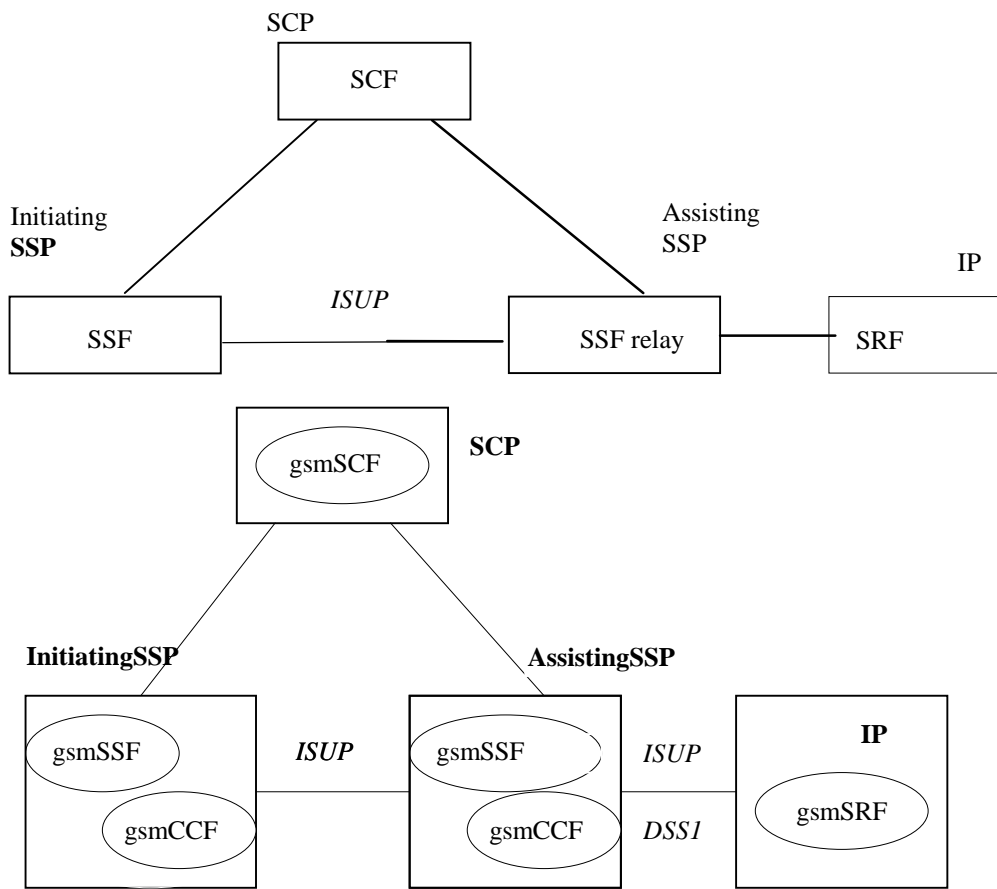 SCP
SCF
Initiating
SSP
Assisting
SSP
IP
ISUP
SSF
SSF relay
SRF
SCP
gsmSCF
InitiatingSSP
AssistingSSP
gsmSSF
ISUP
gsmSSF
ISUP
IP
gsmCCF
gsmCCF
DSS1
gsmSRF